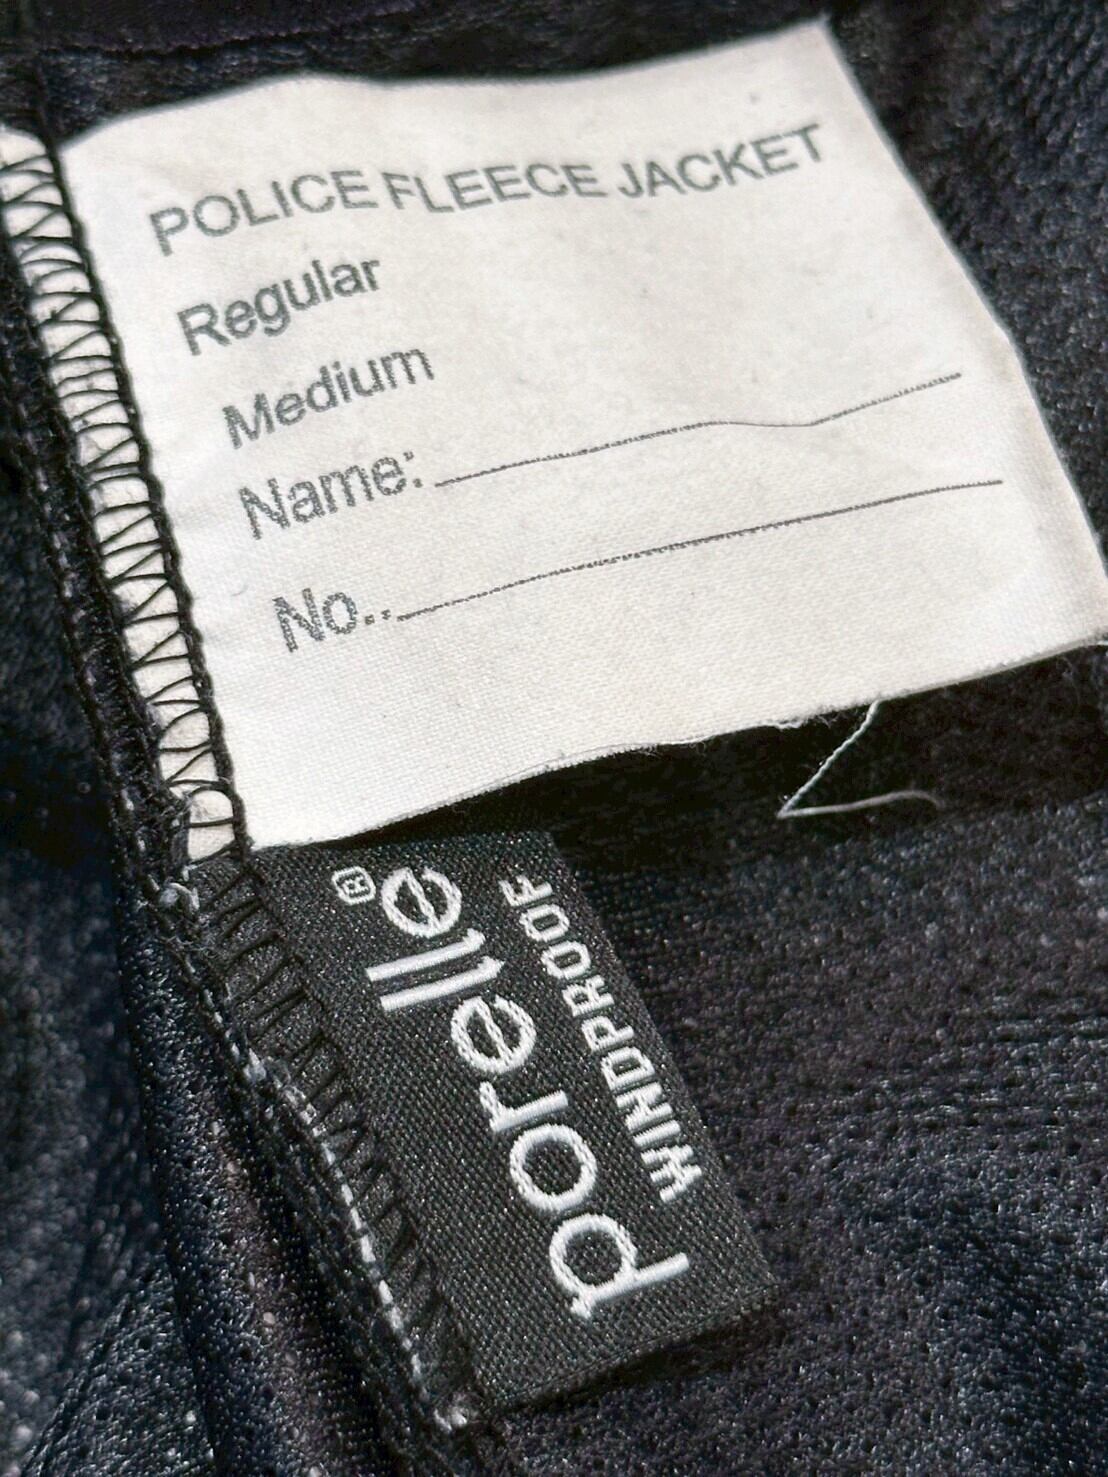 POLICE FLEECE JACKET
Regular
Medium
Name:
No..
porelle®
WINDPROOF